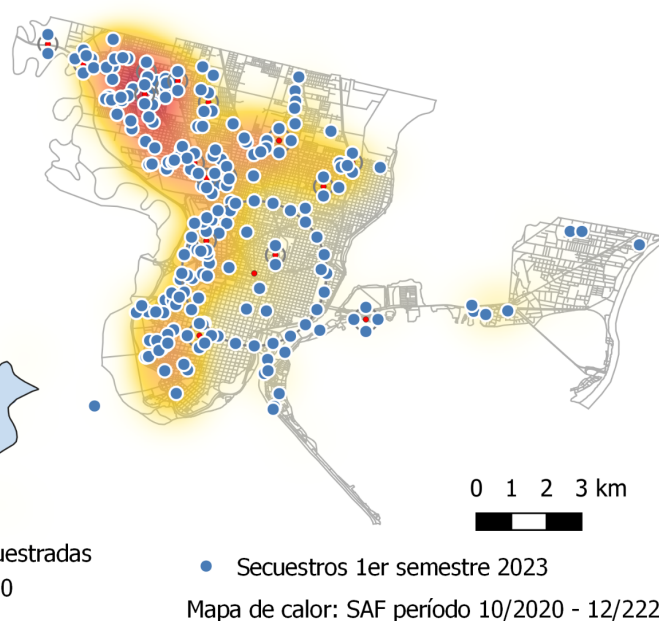 0 1 2 3 km
uestradas
0
Secuestros 1er semestre 2023
Mapa de calor: SAF período 10/2020 - 12/222